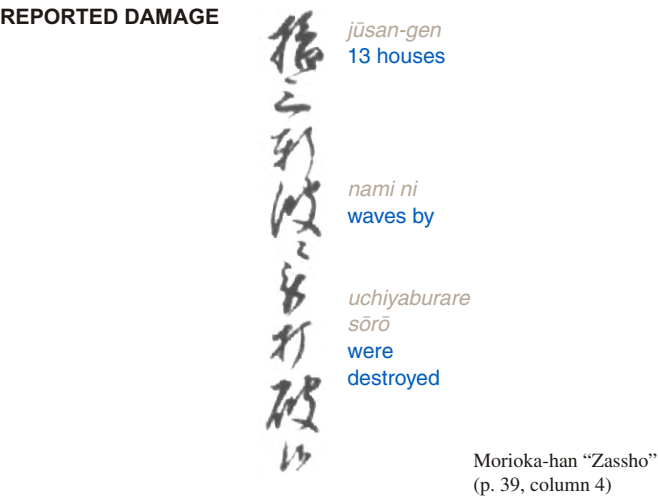 REPORTED DAMAGE
拾三軒波ニ被打破候
jūsan-gen
13 houses
nami ni
waves by
uchiyaburare
sōrō
were
destroyed
Morioka-han “Zassho”
(p. 39, column 4)